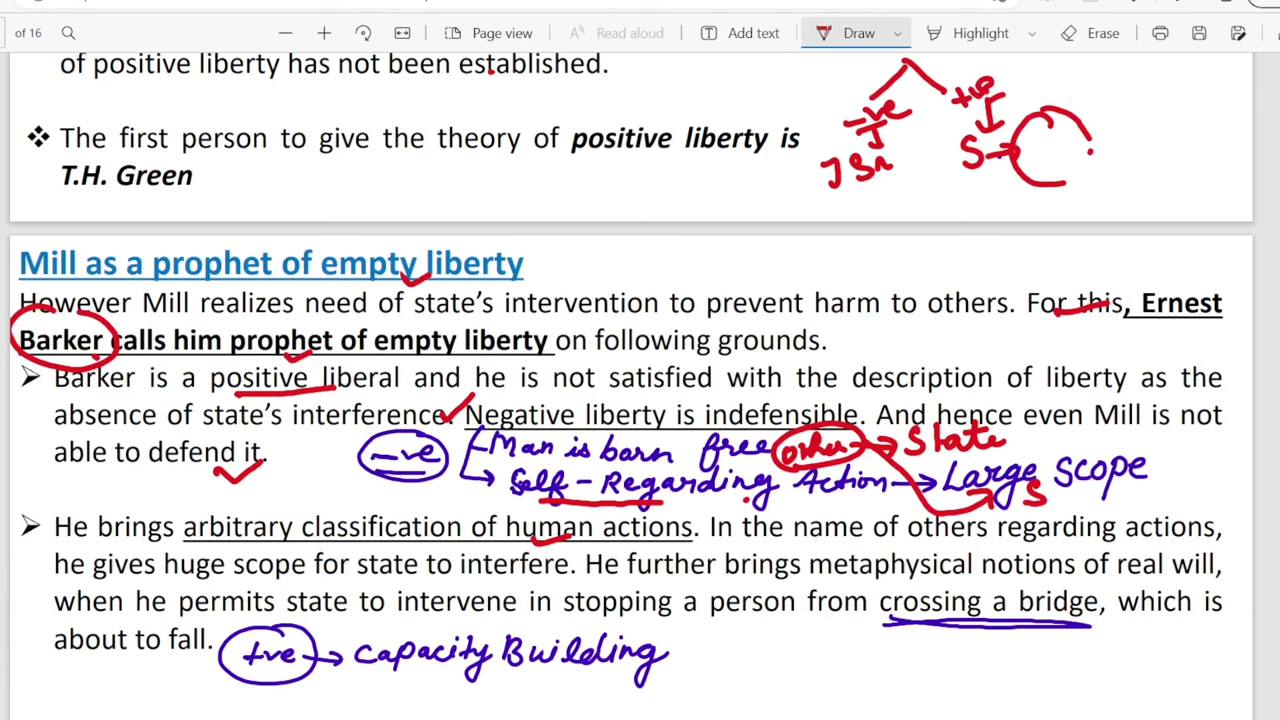 of 16 Page view Read aloud Add text Draw Highlight Erase
of positive liberty has not been established.
-ve +ve
❖ The first person to give the theory of positive liberty is
T.H. Green
S
Mill as a prophet of empty liberty
However Mill realizes need of state's intervention to prevent harm to others. For this, Ernest
Barker calls him prophet of empty liberty on following grounds.
➢ Barker is a positive liberal and he is not satisfied with the description of liberty as the
absence of state's interference. Negative liberty is indefensible. And hence even Mill is not
able to defend it.
-ve Man is born free other → State
Self-Regarding Action → Large Scope
S
➢ He brings arbitrary classification of human actions. In the name of others regarding actions,
he gives huge scope for state to interfere. He further brings metaphysical notions of real will,
when he permits state to intervene in stopping a person from crossing a bridge, which is
about to fall.
+ve → Capacity Building